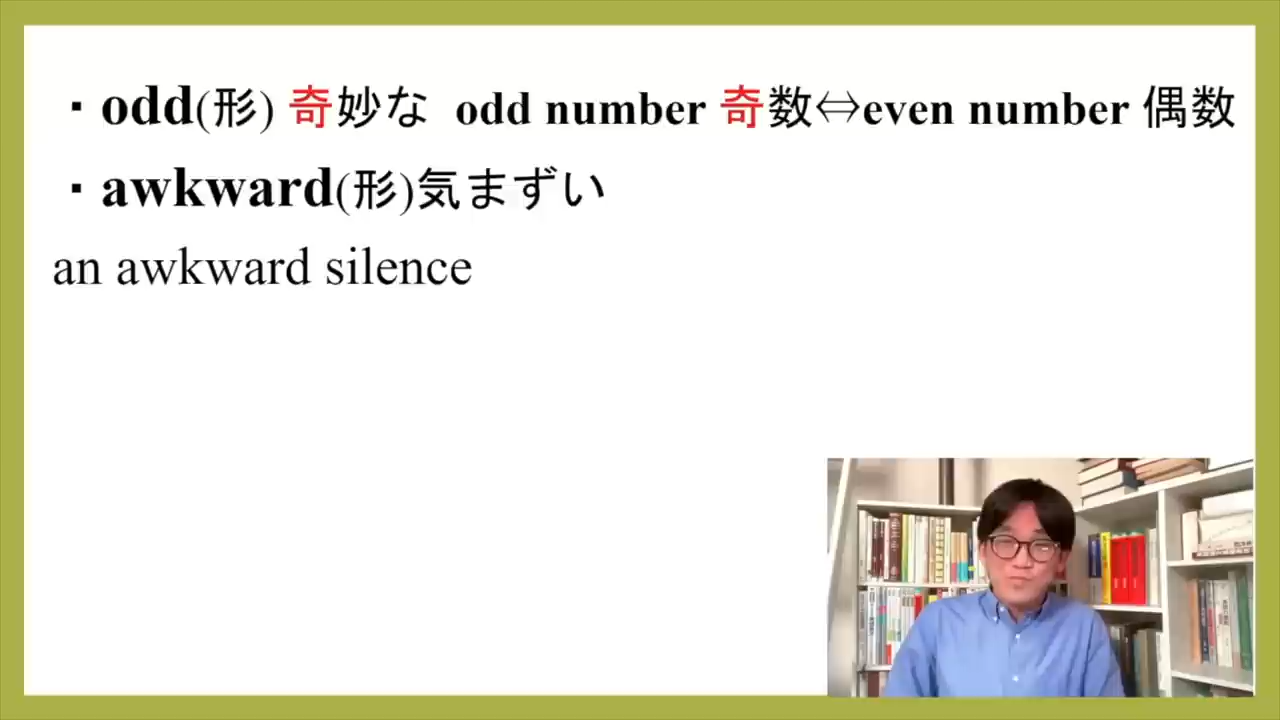 ・odd(形) 奇妙な odd number 奇数⇔even number 偶数
・awkward(形)気まずい
an awkward silence